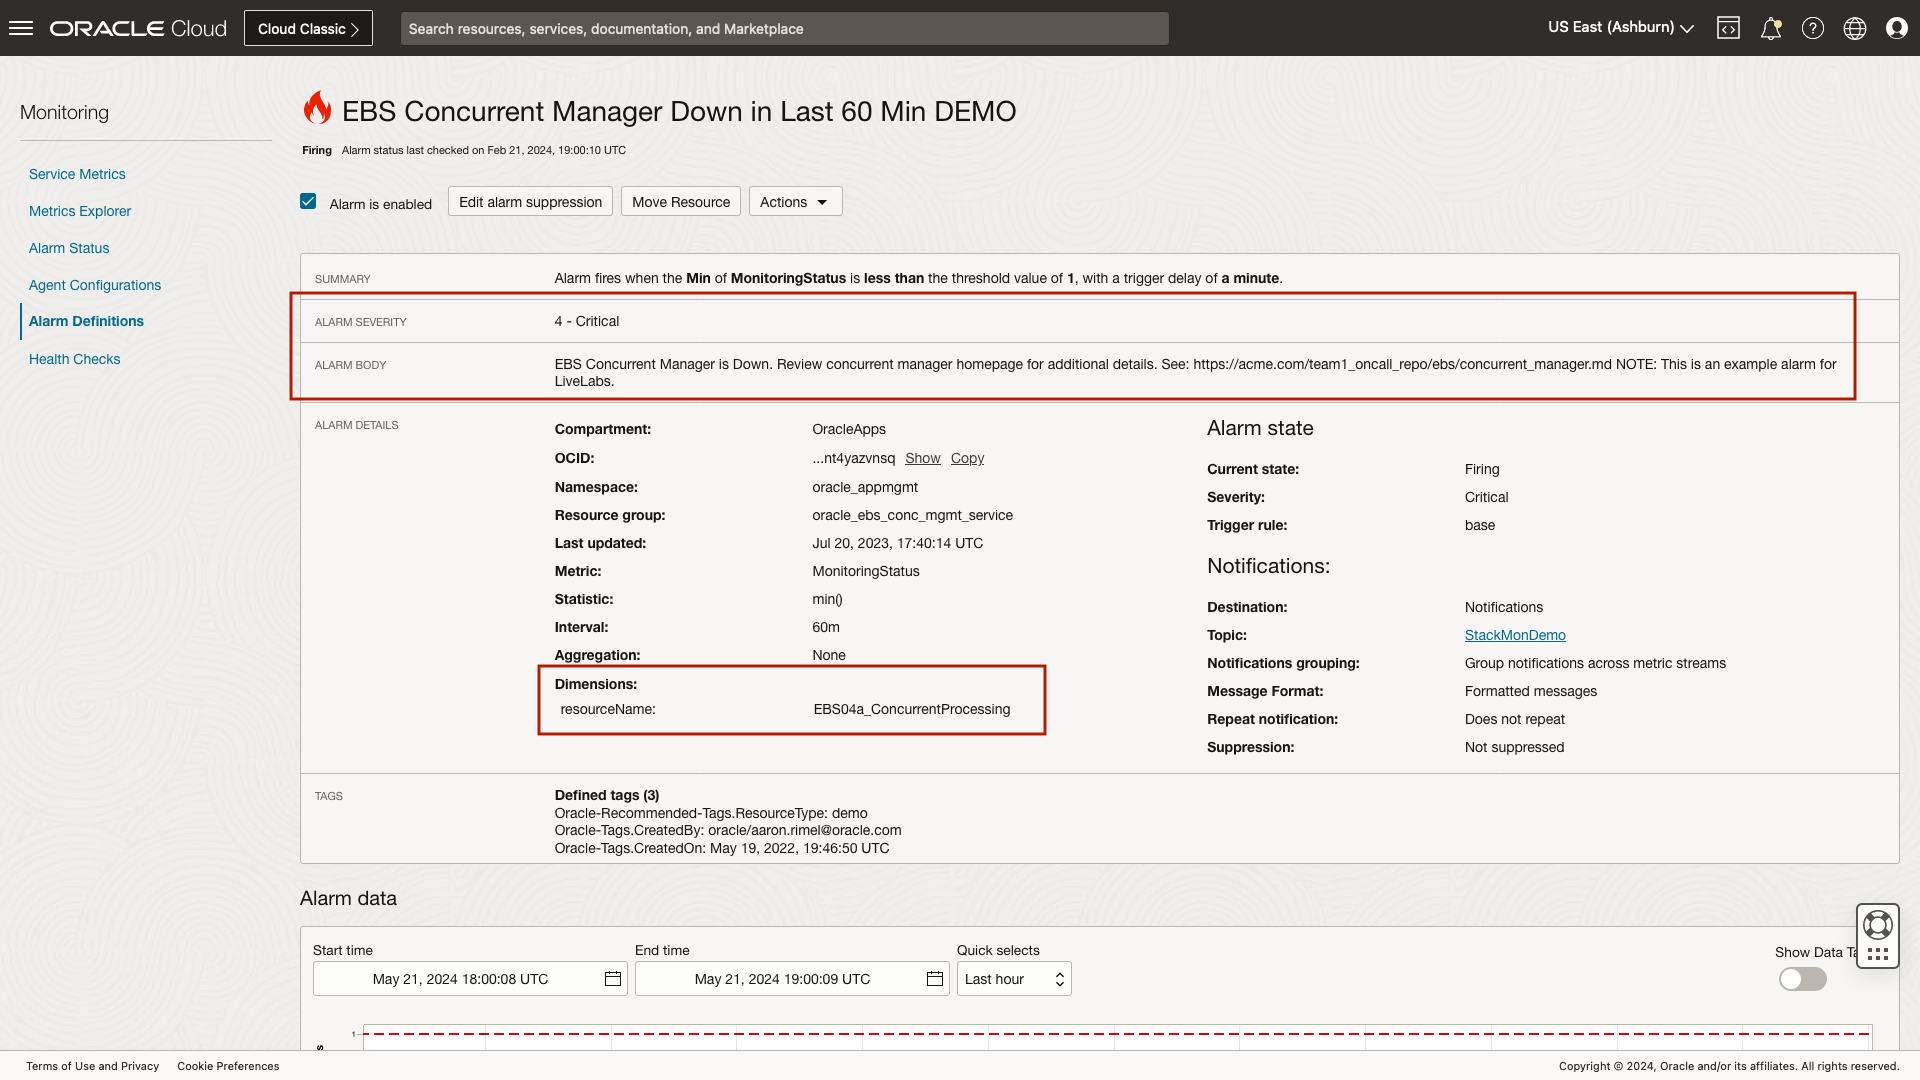 ORACLE Cloud
Cloud Classic
Search resources, services, documentation, and Marketplace
US East (Ashburn)
Monitoring
Service Metrics
Metrics Explorer
Alarm Status
Agent Configurations
Alarm Definitions
Health Checks
EBS Concurrent Manager Down in Last 60 Min DEMO
Firing Alarm status last checked on Feb 21, 2024, 19:00:10 UTC
Alarm is enabled
Edit alarm suppression
Move Resource
Actions
SUMMARY
Alarm fires when the Min of MonitoringStatus is less than the threshold value of 1, with a trigger delay of a minute.
ALARM SEVERITY
4 - Critical
ALARM BODY
EBS Concurrent Manager is Down. Review concurrent manager homepage for additional details. See: https://acme.com/team1_oncall_repo/ebs/concurrent_manager.md NOTE: This is an example alarm for
LiveLabs.
ALARM DETAILS
Compartment: OracleApps
OCID: ...nt4yazvnsq Show Copy
Namespace: oracle_appmgmt
Resource group: oracle_ebs_conc_mgmt_service
Last updated: Jul 20, 2023, 17:40:14 UTC
Metric: MonitoringStatus
Statistic: min()
Interval: 60m
Aggregation: None
Dimensions:
resourceName: EBS04a_ConcurrentProcessing
Alarm state
Current state: Firing
Severity: Critical
Trigger rule: base
Notifications:
Destination: Notifications
Topic: StackMonDemo
Notifications grouping: Group notifications across metric streams
Message Format: Formatted messages
Repeat notification: Does not repeat
Suppression: Not suppressed
TAGS
Defined tags (3)
Oracle-Recommended-Tags.ResourceType: demo
Oracle-Tags.CreatedBy: oracle/aaron.rimel@oracle.com
Oracle-Tags.CreatedOn: May 19, 2022, 19:46:50 UTC
Alarm data
Start time
May 21, 2024 18:00:08 UTC
End time
May 21, 2024 19:00:09 UTC
Quick selects
Last hour
Show Data Ta
1
s
Terms of Use and Privacy
Cookie Preferences
Copyright © 2024, Oracle and/or its affiliates. All rights reserved.